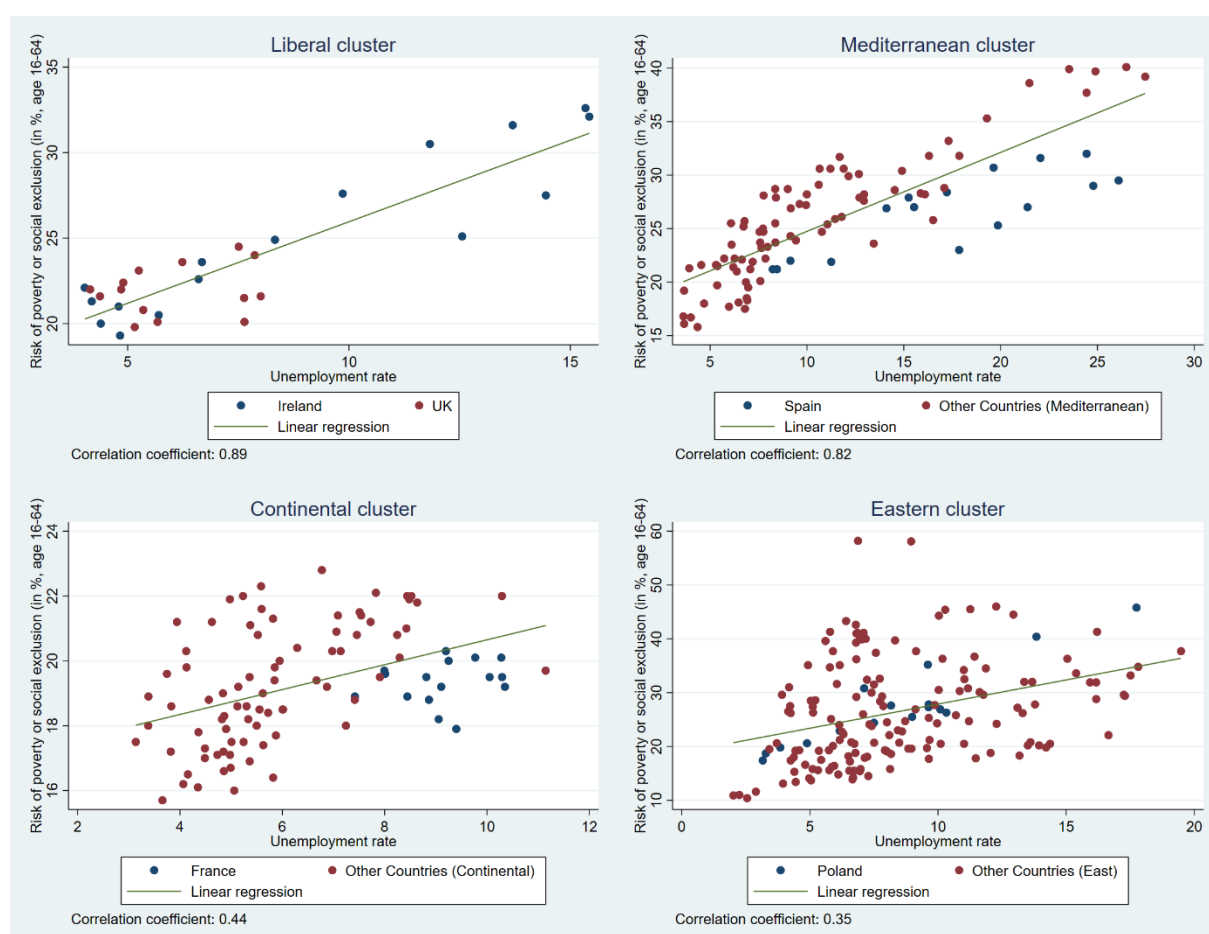 Liberal cluster
Risk of poverty or social exclusion (in %, age 16-64)
35
30
25
20
5 10 15
Unemployment rate
Ireland UK
Linear regression
Correlation coefficient: 0.89
Mediterranean cluster
Risk of poverty or social exclusion (in %, age 16-64)
40
35
30
25
20
15
5 10 15 20 25 30
Unemployment rate
Spain Other Countries (Mediterranean)
Linear regression
Correlation coefficient: 0.82
Continental cluster
Risk of poverty or social exclusion (in %, age 16-64)
24
22
20
18
16
2 4 6 8 10 12
Unemployment rate
France Other Countries (Continental)
Linear regression
Correlation coefficient: 0.44
Eastern cluster
Risk of poverty or social exclusion (in %, age 16-64)
60
50
40
30
20
10
0 5 10 15 20
Unemployment rate
Poland Other Countries (East)
Linear regression
Correlation coefficient: 0.35